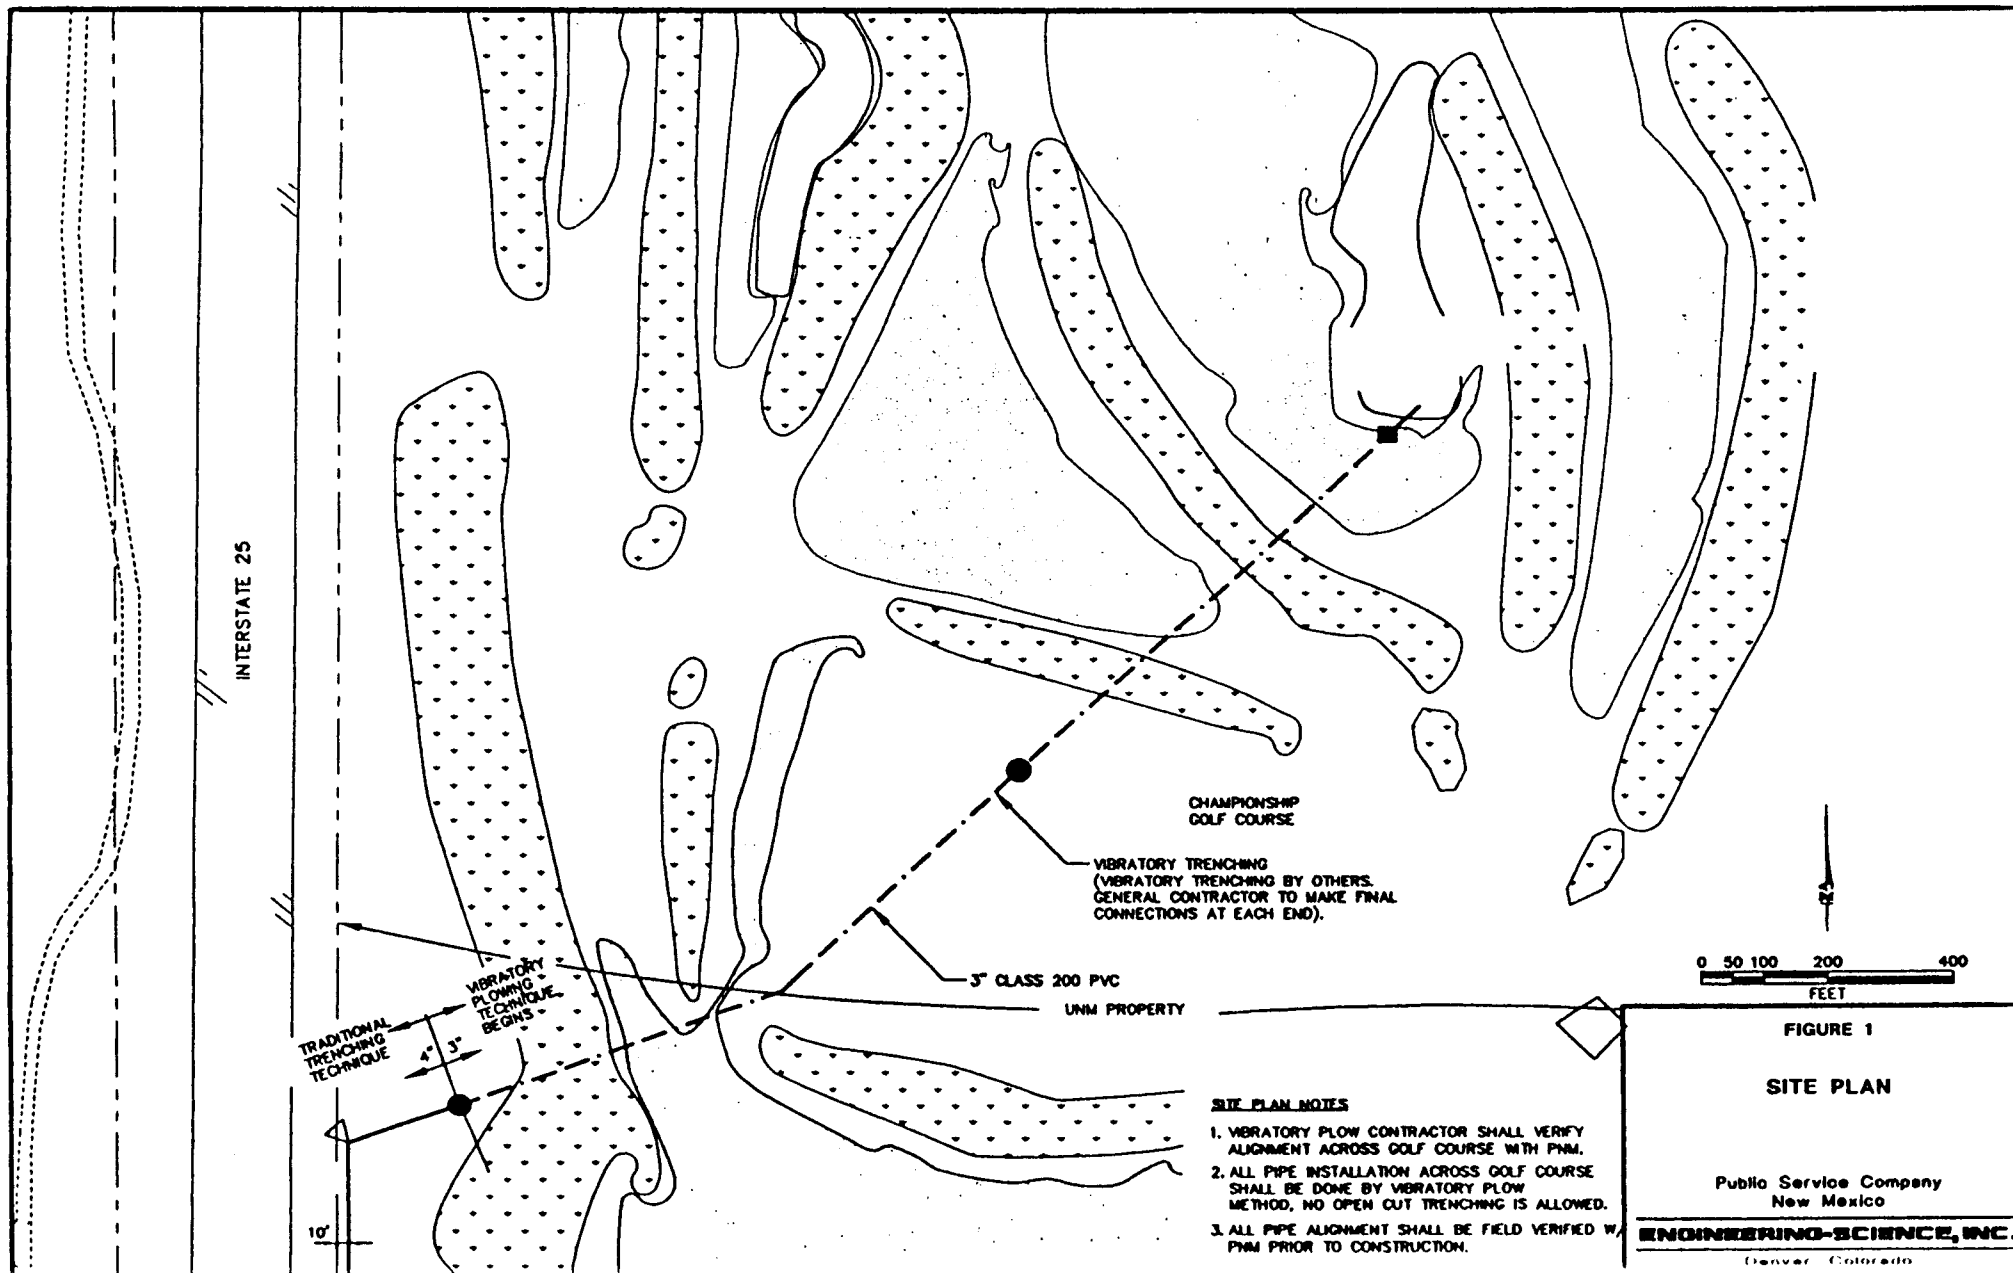 INTERSTATE 25
CHAMPIONSHIP
GOLF COURSE
VIBRATORY TRENCHING
(VIBRATORY TRENCHING BY OTHERS.
GENERAL CONTRACTOR TO MAKE FINAL
CONNECTIONS AT EACH END).
3" CLASS 200 PVC
UNM PROPERTY
VIBRATORY
PLOWING
TECHNIQUE
BEGINS
TRADITIONAL
TRENCHING
TECHNIQUE
4" 3"
10"
0 50 100 200 400
FEET
SITE PLAN NOTES
1. VIBRATORY PLOW CONTRACTOR SHALL VERIFY
ALIGNMENT ACROSS GOLF COURSE WITH PNM.
2. ALL PIPE INSTALLATION ACROSS GOLF COURSE
SHALL BE DONE BY VIBRATORY PLOW
METHOD, NO OPEN CUT TRENCHING IS ALLOWED.
3. ALL PIPE ALIGNMENT SHALL BE FIELD VERIFIED W/
PNM PRIOR TO CONSTRUCTION.
FIGURE 1
SITE PLAN
Public Service Company
New Mexico
ENGINEERING-SCIENCE, INC.
Denver Colorado